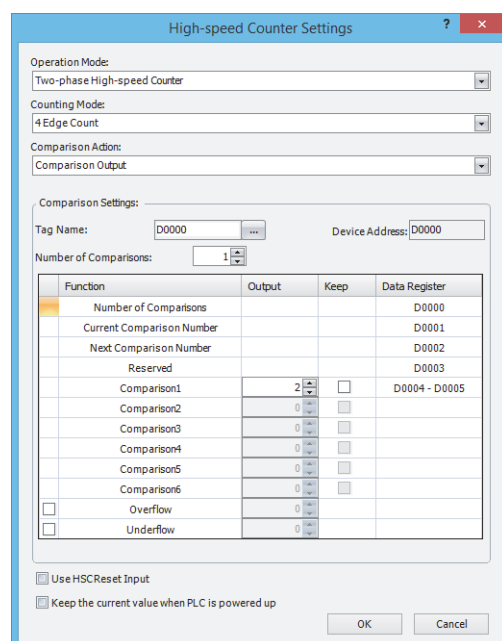 High-speed Counter Settings ? ×
Operation Mode:
Two-phase High-speed Counter
Counting Mode:
4 Edge Count
Comparison Action:
Comparison Output
Comparison Settings:
Tag Name: D0000 ... Device Address: D0000
Number of Comparisons: 1
Function Output Keep Data Register
Number of Comparisons D0000
Current Comparison Number D0001
Next Comparison Number D0002
Reserved D0003
Comparison1 2 D0004 - D0005
Comparison2 0
Comparison3 0
Comparison4 0
Comparison5 0
Comparison6 0
Overflow 0
Underflow 0
Use HSCReset Input
Keep the current value when PLC is powered up
OK Cancel